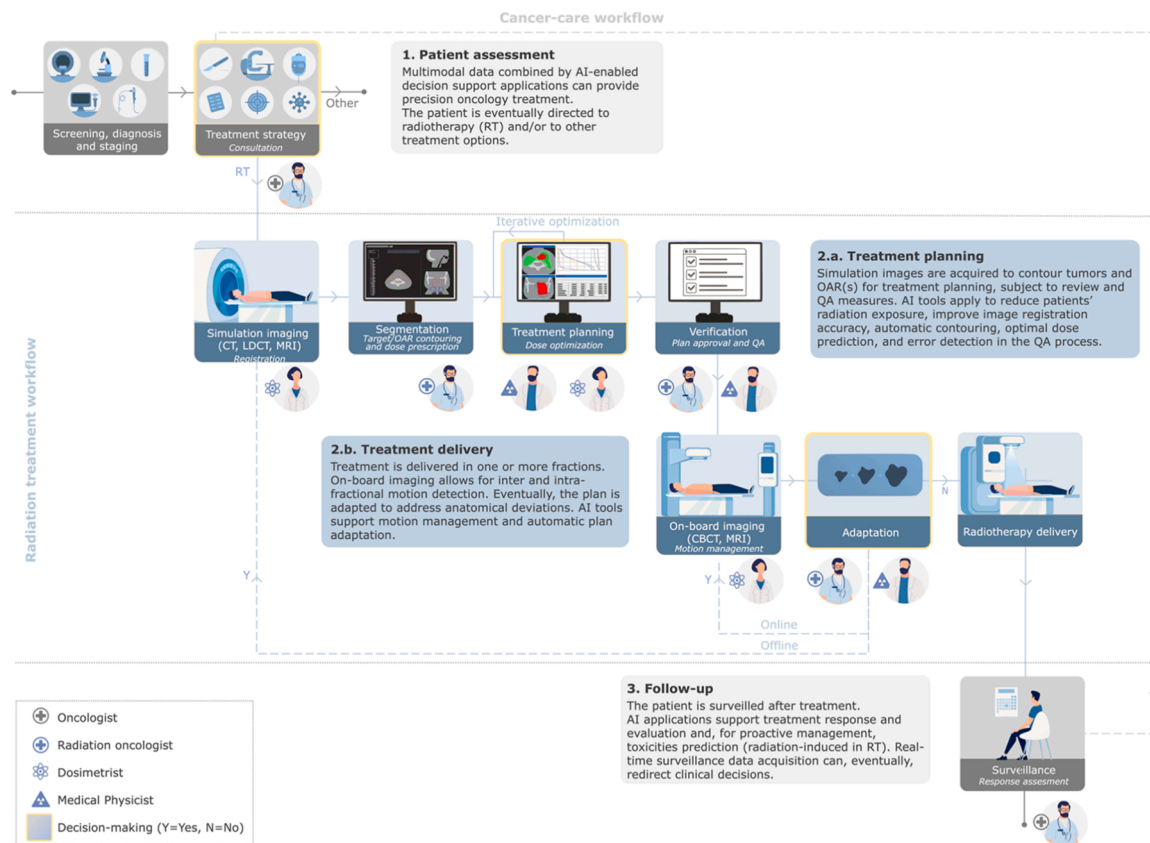 Cancer-care workflow
Screening, diagnosis
and staging
Treatment strategy
Consultation
Other
1. Patient assessment
Multimodal data combined by AI-enabled
decision support applications can provide
precision oncology treatment.
The patient is eventually directed to
radiotherapy (RT) and/or to other
treatment options.
RT
Radiation treatment workflow
Iterative optimization
Simulation imaging
(CT, LDCT, MRI)
Registration
Segmentation
Target/OAR contouring
and dose prescription
Treatment planning
Dose optimization
Verification
Plan approval and QA
2.a. Treatment planning
Simulation images are acquired to contour tumors and
OAR(s) for treatment planning, subject to review and
QA measures. AI tools apply to reduce patients’
radiation exposure, improve image registration
accuracy, automatic contouring, optimal dose
prediction, and error detection in the QA process.
2.b. Treatment delivery
Treatment is delivered in one or more fractions.
On-board imaging allows for inter and intra-
fractional motion detection. Eventually, the plan is
adapted to address anatomical deviations. AI tools
support motion management and automatic plan
adaptation.
On-board imaging
(CBCT, MRI)
Motion management
Adaptation
N
Radiotherapy delivery
Y
Y
Online
Offline
3. Follow-up
The patient is surveilled after treatment.
AI applications support treatment response and
evaluation and, for proactive management,
toxicities prediction (radiation-induced in RT). Real-
time surveillance data acquisition can, eventually,
redirect clinical decisions.
Surveillance
Response assesment
Oncologist
Radiation oncologist
Dosimetrist
Medical Physicist
Decision-making (Y=Yes, N=No)